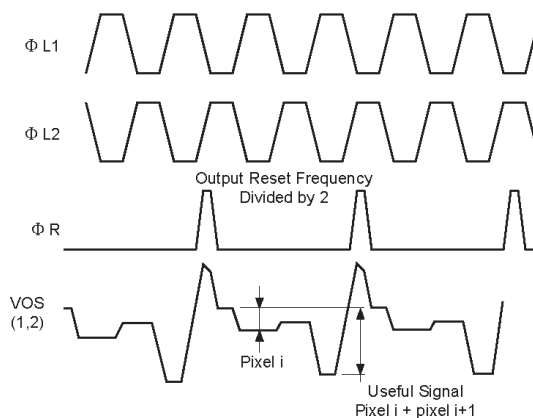 Φ L1
Φ L2
Output Reset Frequency
Divided by 2
Φ R
VOS
(1,2)
Pixel i
Useful Signal
Pixel i + pixel i+1